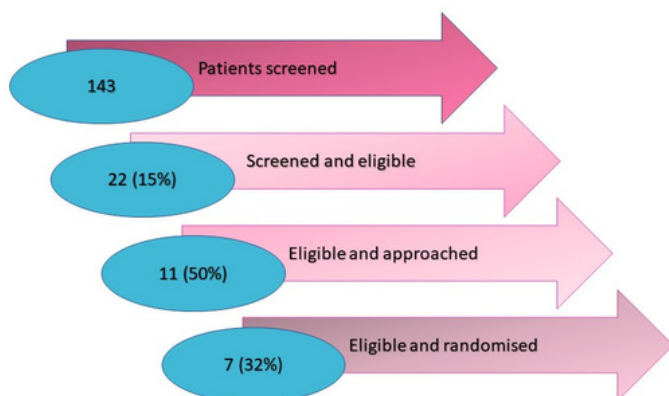 143
Patients screened
22 (15%)
Screened and eligible
11 (50%)
Eligible and approached
7 (32%)
Eligible and randomised